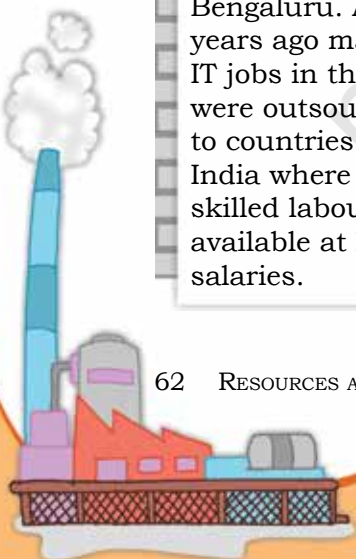 Bengaluru. A
years ago ma
IT jobs in th
were outsou
to countries
India where
skilled labou
available at
salaries.
62 RESOURCES A